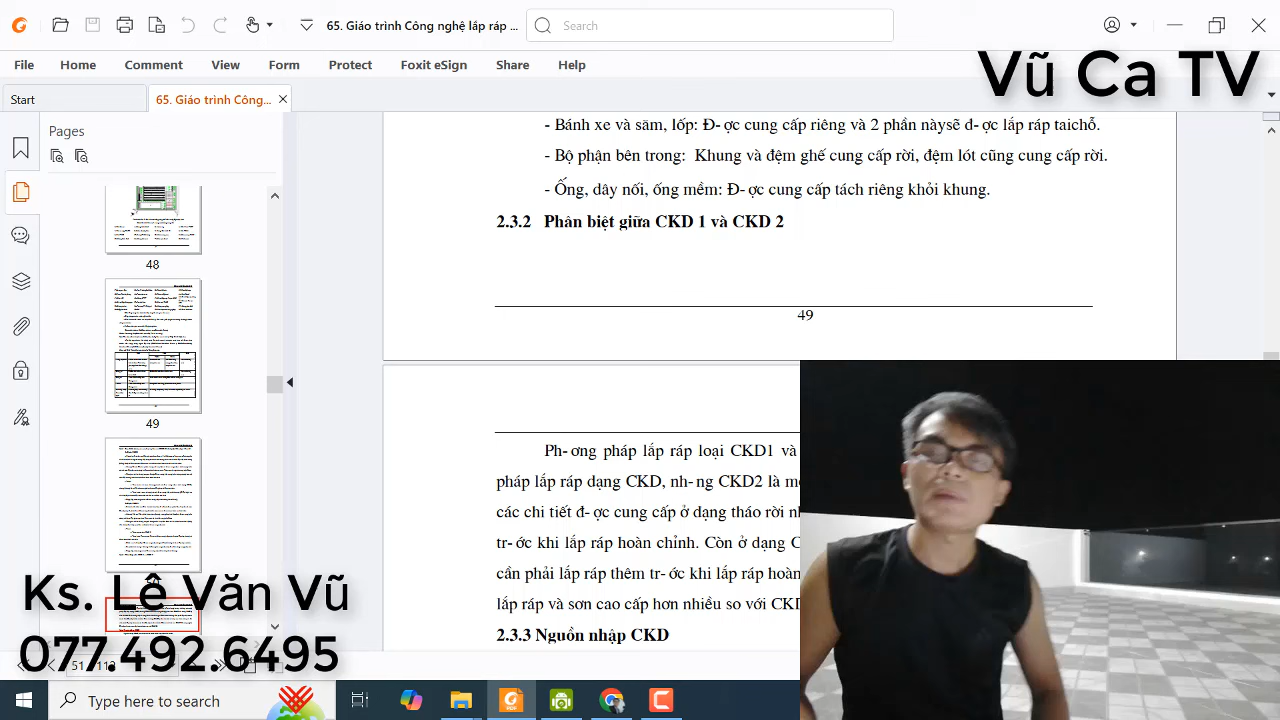 65. Giáo trình Công nghệ lắp ráp ...
Search
File Home Comment View Form Protect Foxit eSign Share Help
Vũ Ca TV
Start
65. Giáo trình Công...
Pages
48
49
- Bánh xe và săm, lốp: Đ- ợc cung cấp riêng và 2 phần nàysẽ đ- ợc lắp ráp taichỗ.
- Bộ phận bên trong: Khung và đệm ghế cung cấp rời, đệm lót cũng cung cấp rời.
- Ống, dây nối, ống mềm: Đ- ợc cung cấp tách riêng khỏi khung.
2.3.2 Phân biệt giữa CKD 1 và CKD 2
49
Ph- ơng pháp lắp ráp loại CKD1 và
pháp lắp ráp dạng CKD, nh- ng CKD2 là
các chi tiết đ- ợc cung cấp ở dạng tháo rời
tr- ớc khi lắp ráp hoàn chỉnh. Còn ở dạng
cần phải lắp ráp thêm tr- ớc khi lắp ráp hoàn
lắp ráp và sơn cao cấp hơn nhiều so với CKD
2.3.3 Nguồn nhập CKD
Ks. Lê Văn Vũ
077.492.6495
Type here to search